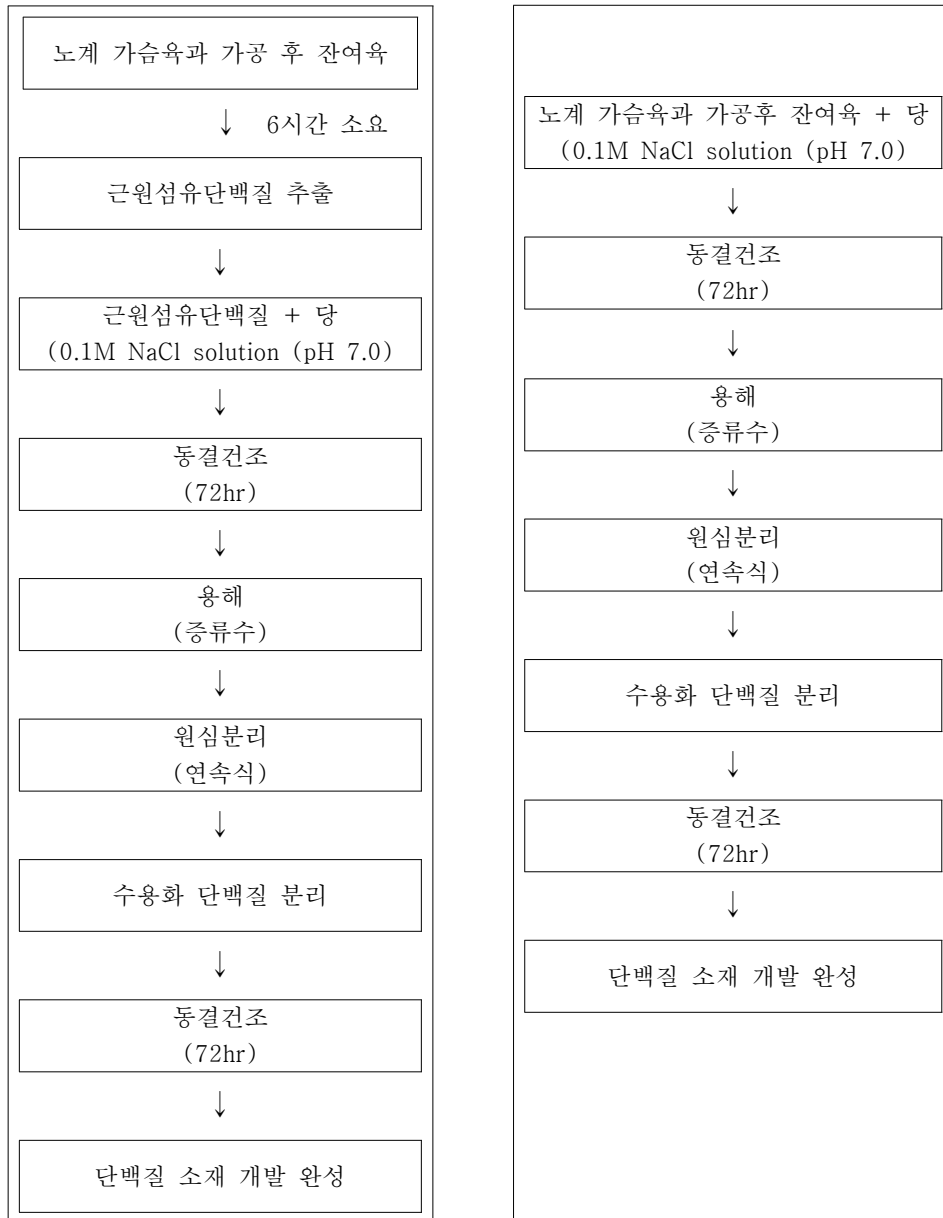 노계 가슴육과 가공 후 잔여육
↓ 6시간 소요
근원섬유단백질 추출
↓
근원섬유단백질 + 당
(0.1M NaCl solution (pH 7.0)
↓
동결건조
(72hr)
↓
용해
(증류수)
↓
원심분리
(연속식)
↓
수용화 단백질 분리
↓
동결건조
(72hr)
↓
단백질 소재 개발 완성
노계 가슴육과 가공후 잔여육 + 당
(0.1M NaCl solution (pH 7.0)
↓
동결건조
(72hr)
↓
용해
(증류수)
↓
원심분리
(연속식)
↓
수용화 단백질 분리
↓
동결건조
(72hr)
↓
단백질 소재 개발 완성